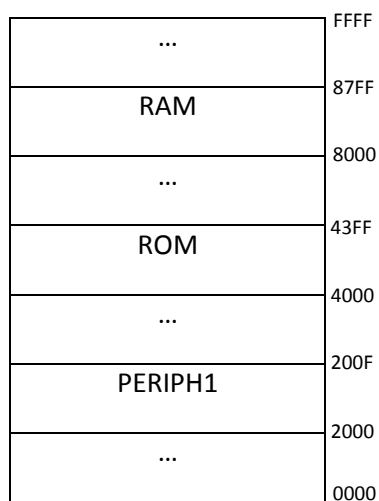 FFFF
...
87FF
RAM
8000
...
43FF
ROM
4000
...
200F
PERIPH1
2000
...
0000